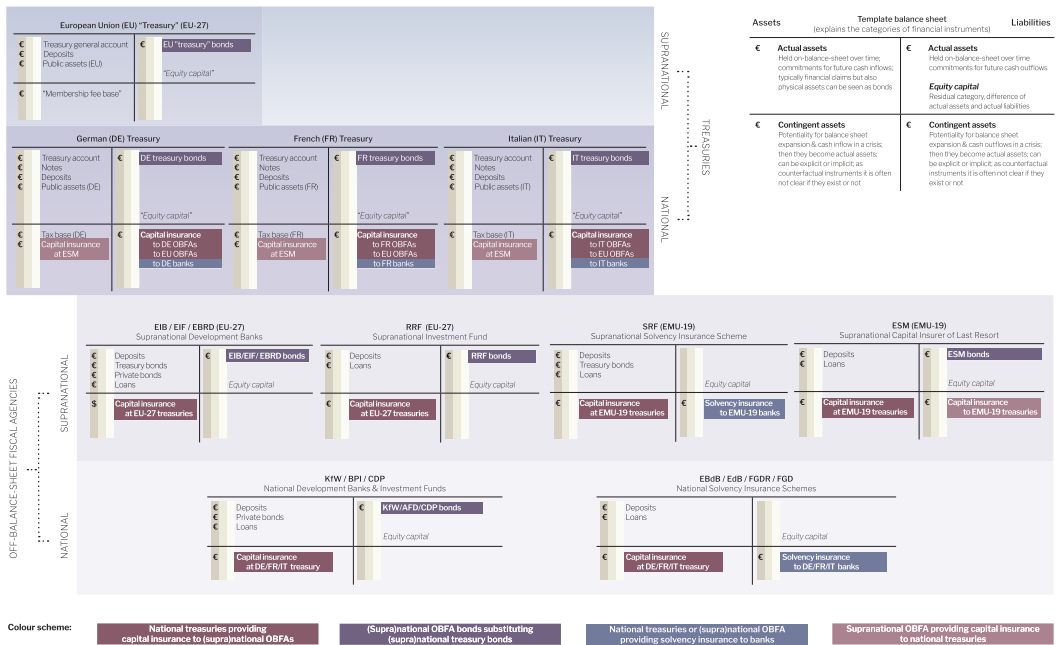 European Union (EU) “Treasury” (EU-27)
€ Treasury general account
€ Deposits
€ Public assets (EU)
€ EU “treasury” bonds
“Equity capital”
€ “Membership fee base”
SUPRANATIONAL
TREASURIES
NATIONAL
Assets
Template balance sheet
(explains the categories of financial instruments)
Liabilities
€ Actual assets
Held on-balance-sheet over time;
commitments for future cash inflows;
typically financial claims but also
physical assets can be seen as bonds
€ Actual assets
Held on-balance-sheet over time
commitments for future cash outflows
Equity capital
Residual category, difference of
actual assets and actual liabilities
€ Contingent assets
Potentiality for balance sheet
expansion & cash inflow in a crisis;
then they become actual assets;
can be explicit or implicit; as
counterfactual instruments it is often
not clear if they exist or not
€ Contingent assets
Potentiality for balance sheet
expansion & cash outflows in a crisis;
then they become actual assets; can
be explicit or implicit; as counterfactual
instruments it is often not clear if they
exist or not
German (DE) Treasury
€ Treasury account
€ Notes
€ Deposits
€ Public assets (DE)
€ DE treasury bonds
“Equity capital”
€ Tax base (DE)
€ Capital insurance
at ESM
€ Capital insurance
to DE OBFAs
to EU OBFAs
to DE banks
French (FR) Treasury
€ Treasury account
€ Notes
€ Deposits
€ Public assets (FR)
€ FR treasury bonds
“Equity capital”
€ Tax base (FR)
€ Capital insurance
at ESM
€ Capital insurance
to FR OBFAs
to EU OBFAs
to FR banks
Italian (IT) Treasury
€ Treasury account
€ Notes
€ Deposits
€ Public assets (IT)
€ IT treasury bonds
“Equity capital”
€ Tax base (IT)
€ Capital insurance
at ESM
€ Capital insurance
to IT OBFAs
to EU OBFAs
to IT banks
OFF-BALANCE-SHEET FISCAL AGENCIES
SUPRANATIONAL
NATIONAL
EIB / EIF / EBRD (EU-27)
Supranational Development Banks
€ Deposits
€ Treasury bonds
€ Private bonds
€ Loans
€ EIB/EIF/ EBRD bonds
Equity capital
$ Capital insurance
at EU-27 treasuries
RRF (EU-27)
Supranational Investment Fund
€ Deposits
€ Loans
€ RRF bonds
Equity capital
€ Capital insurance
at EU-27 treasuries
SRF (EMU-19)
Supranational Solvency Insurance Scheme
€ Deposits
€ Treasury bonds
€ Loans
Equity capital
€ Capital insurance
at EMU-19 treasuries
€ Solvency insurance
to EMU-19 banks
ESM (EMU-19)
Supranational Capital Insurer of Last Resort
€ Deposits
€ Loans
€ ESM bonds
Equity capital
€ Capital insurance
at EMU-19 treasuries
€ Capital insurance
to EMU-19 treasuries
KfW / BPI / CDP
National Development Banks & Investment Funds
€ Deposits
€ Private bonds
€ Loans
€ KfW/AFD/CDP bonds
Equity capital
€ Capital insurance
at DE/FR/IT treasury
EBdB / EdB / FGDR / FGD
National Solvency Insurance Schemes
€ Deposits
€ Loans
Equity capital
€ Capital insurance
at DE/FR/IT treasury
€ Solvency insurance
to DE/FR/IT banks
Colour scheme:
National treasuries providing
capital insurance to (supra)national OBFAs
(Supra)national OBFA bonds substituting
(supra)national treasury bonds
National treasuries or (supra)national OBFA
providing solvency insurance to banks
Supranational OBFA providing capital insurance
to national treasuries